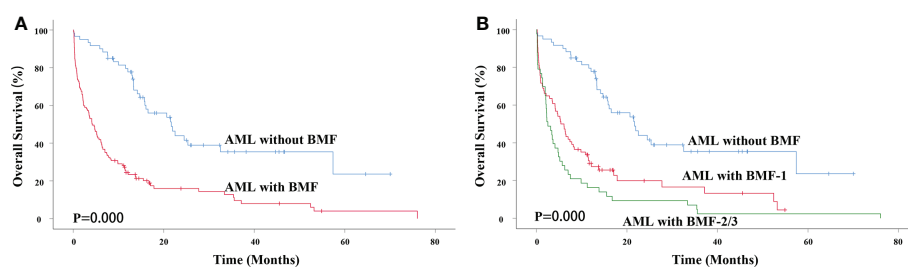 A
Overall Survival (%)
100
80
60
40
20
0
AML without BMF
AML with BMF
P=0.000
0 20 40 60 80
Time (Months)
B
Overall Survival (%)
100
80
60
40
20
0
AML without BMF
AML with BMF-1
P=0.000
AML with BMF-2/3
0 20 40 60 80
Time (Months)